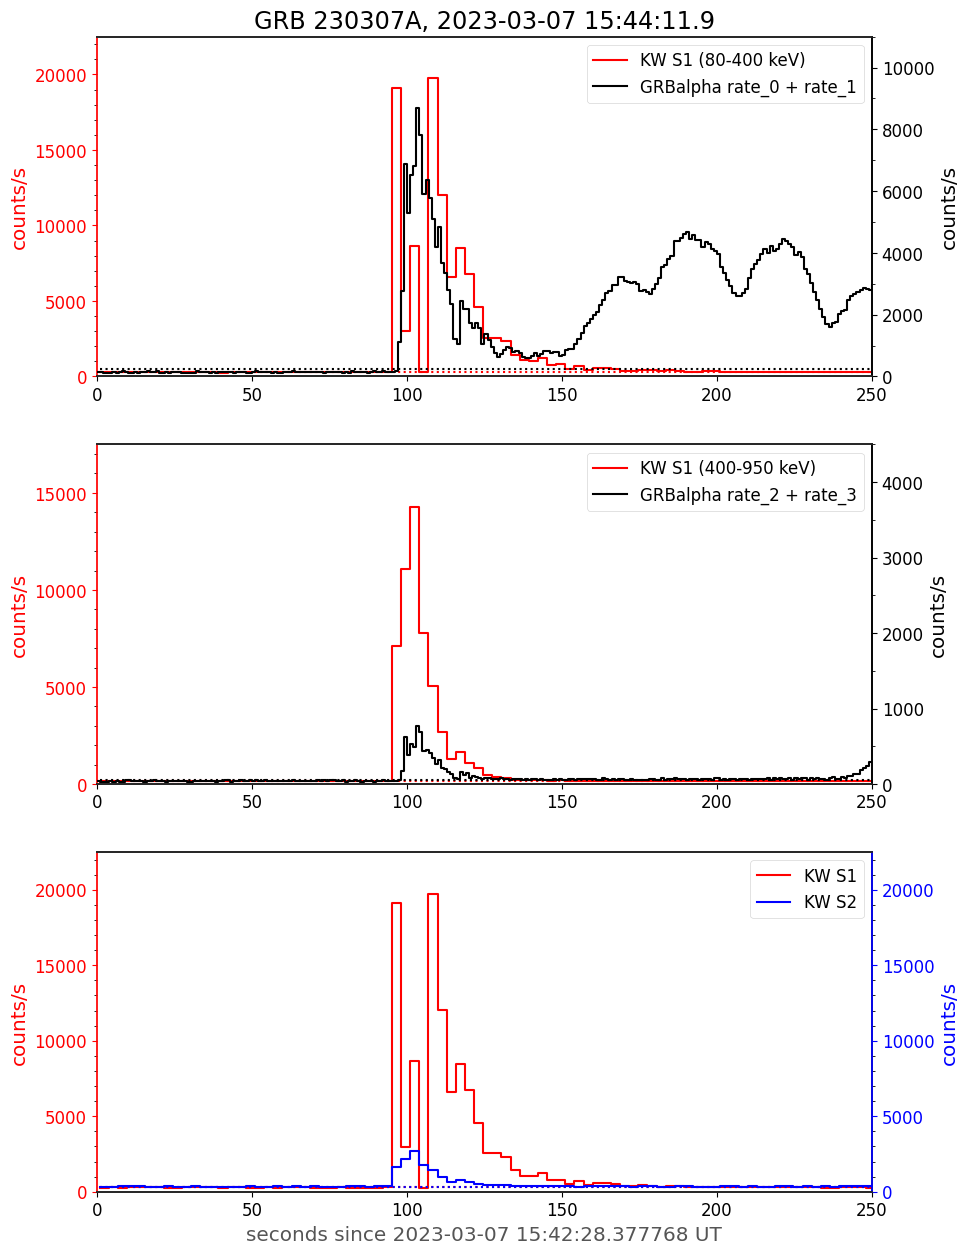 GRB 230307A, 2023-03-07 15:44:11.9
KW S1 (80-400 keV)
GRBalpha rate_0 + rate_1
counts/s
counts/s
20000
15000
10000
5000
0
10000
8000
6000
4000
2000
0
0 50 100 150 200 250
KW S1 (400-950 keV)
GRBalpha rate_2 + rate_3
counts/s
counts/s
15000
10000
5000
0
4000
3000
2000
1000
0
0 50 100 150 200 250
KW S1
KW S2
counts/s
counts/s
20000
15000
10000
5000
0
20000
15000
10000
5000
0
0 50 100 150 200 250
seconds since 2023-03-07 15:42:28.377768 UT